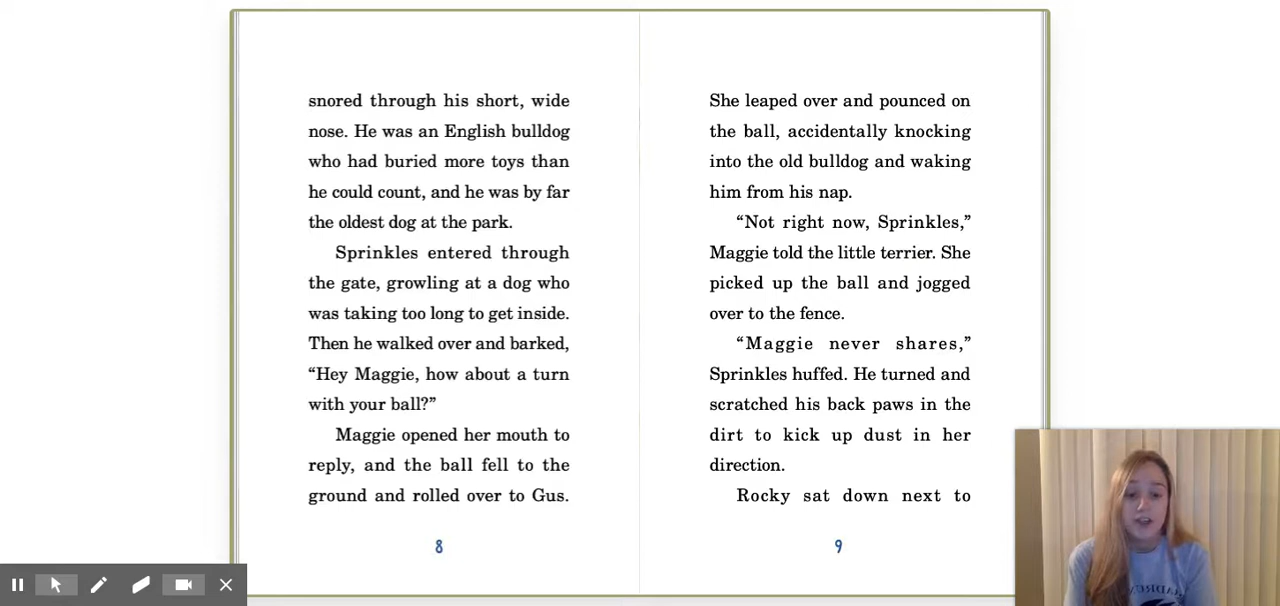 snored through his short, wide
nose. He was an English bulldog
who had buried more toys than
he could count, and he was by far
the oldest dog at the park.
Sprinkles entered through
the gate, growling at a dog who
was taking too long to get inside.
Then he walked over and barked,
“Hey Maggie, how about a turn
with your ball?”
Maggie opened her mouth to
reply, and the ball fell to the
ground and rolled over to Gus.
8
She leaped over and pounced on
the ball, accidentally knocking
into the old bulldog and waking
him from his nap.
“Not right now, Sprinkles,”
Maggie told the little terrier. She
picked up the ball and jogged
over to the fence.
“Maggie never shares,”
Sprinkles huffed. He turned and
scratched his back paws in the
dirt to kick up dust in her
direction.
Rocky sat down next to
9